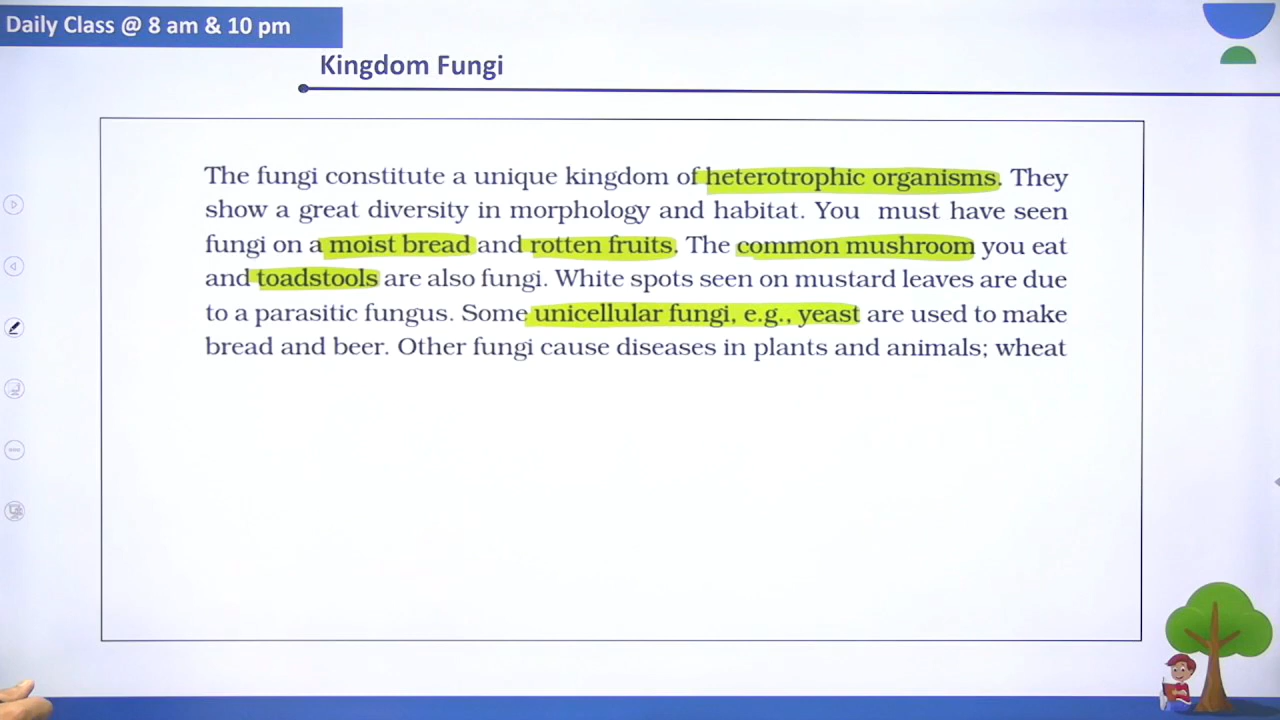 Daily Class @ 8 am & 10 pm
Kingdom Fungi
The fungi constitute a unique kingdom of heterotrophic organisms. They
show a great diversity in morphology and habitat. You must have seen
fungi on a moist bread and rotten fruits. The common mushroom you eat
and toadstools are also fungi. White spots seen on mustard leaves are due
to a parasitic fungus. Some unicellular fungi, e.g., yeast are used to make
bread and beer. Other fungi cause diseases in plants and animals; wheat